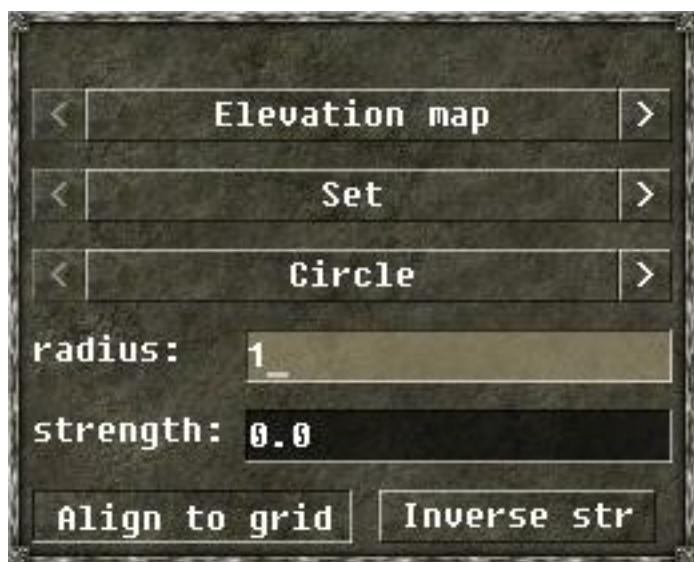 < Elevation map >
< Set >
< Circle >
radius: 1_
strength: 0.0
Align to grid Inverse str